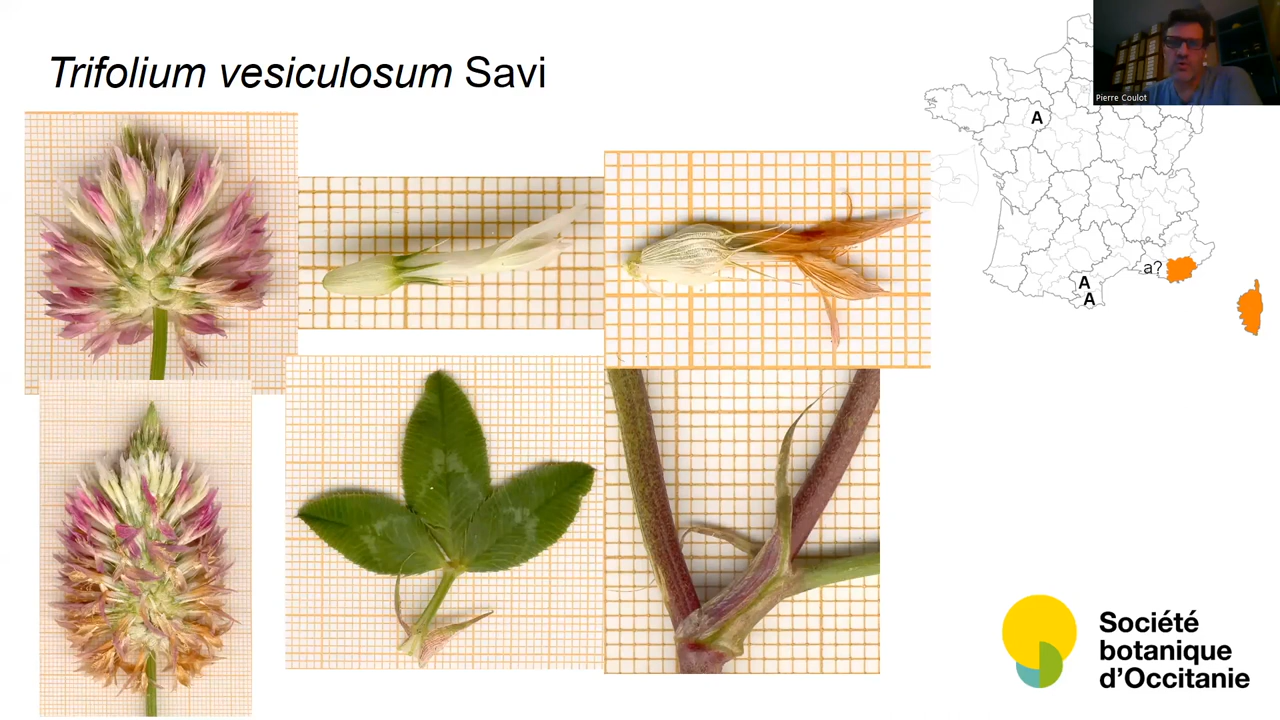 Trifolium vesiculosum Savi
Pierre Coulot
A
a?
A
A
Société
botanique
d'Occitanie